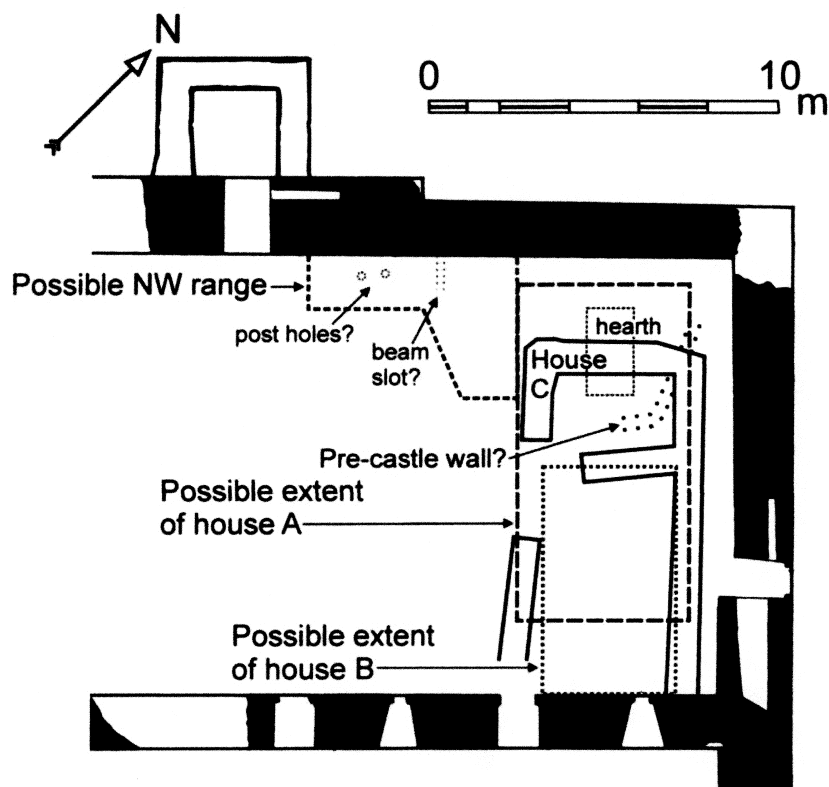 N
0 10
m
Possible NW range
post holes?
beam
slot?
hearth
House
C
Pre-castle wall?
Possible extent
of house A
Possible extent
of house B